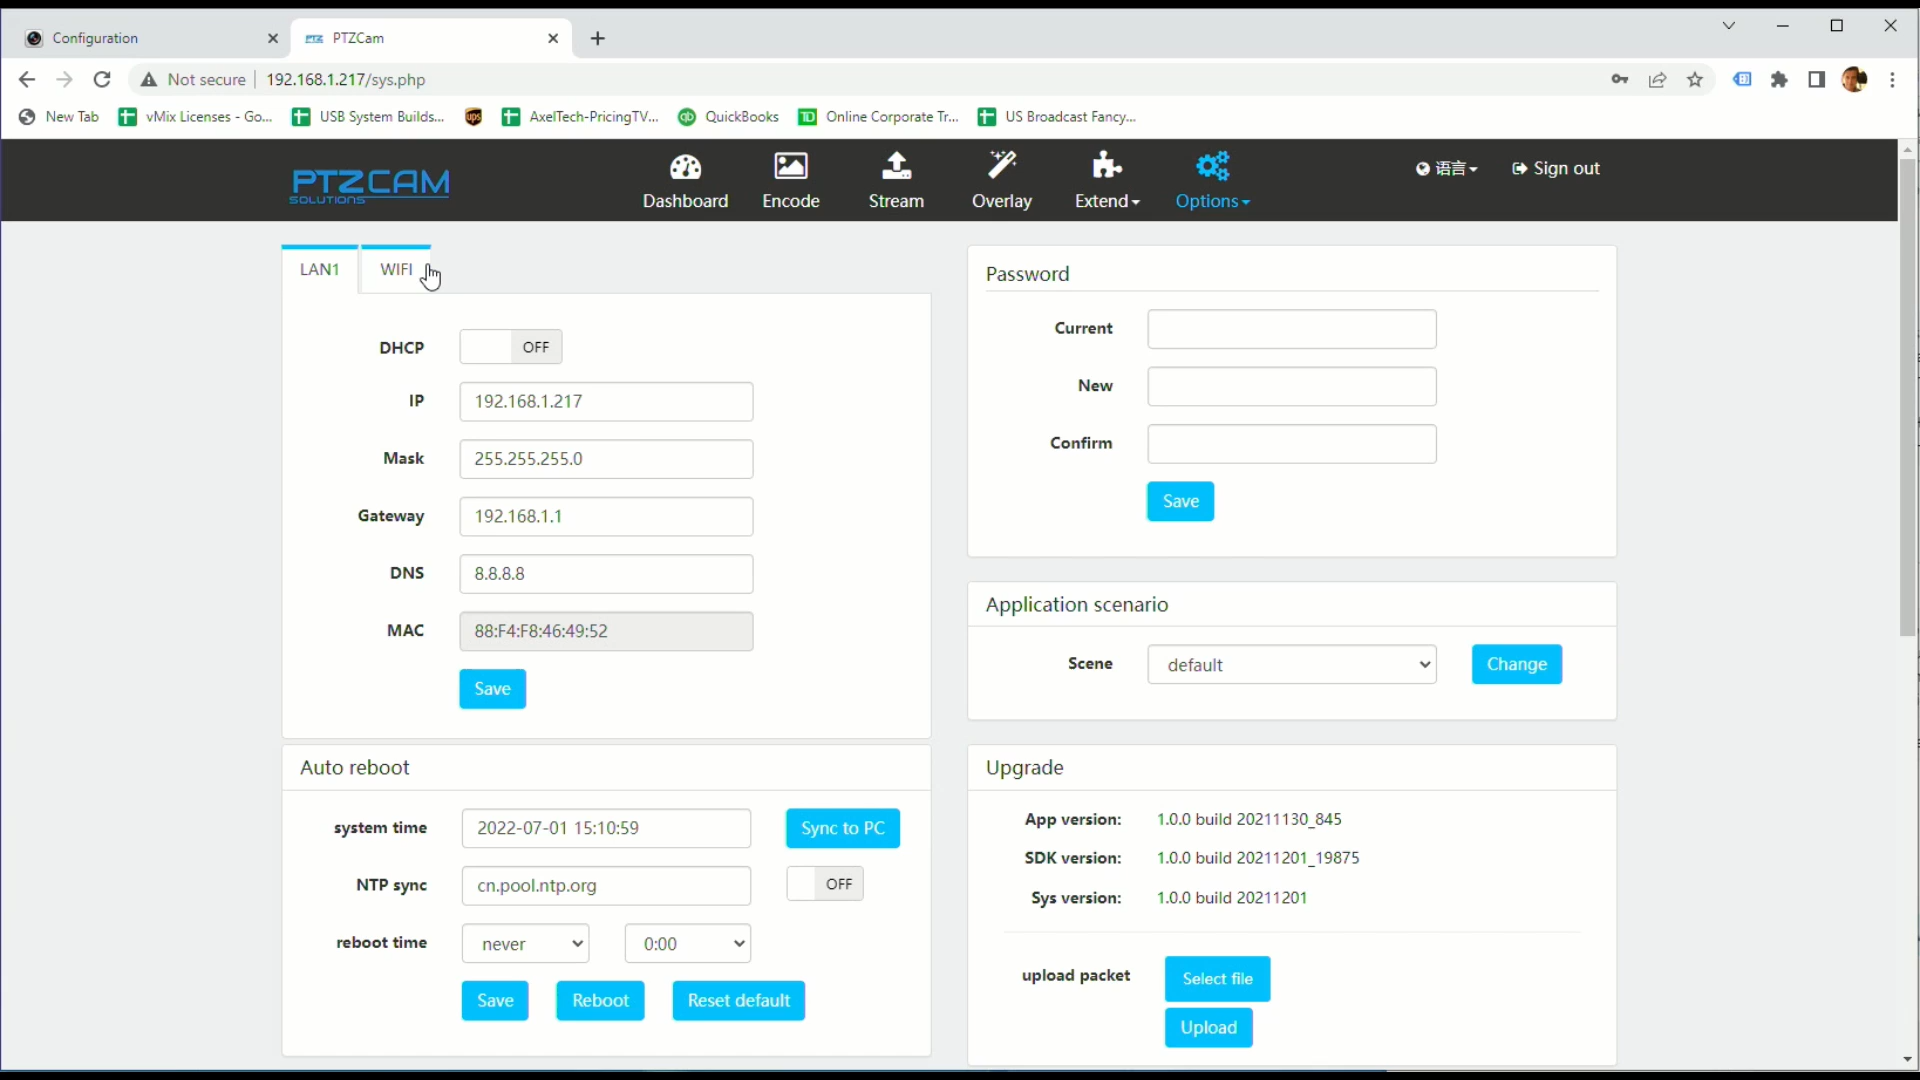 Configuration
PTZCam
Not secure
192.168.1.217/sys.php
New Tab
vMix Licenses - Go...
USB System Builds...
ups
AxelTech-PricingTV...
qb
QuickBooks
TD
Online Corporate Tr...
US Broadcast Fancy...
PTZCAM
SOLUTIONS
Dashboard
Encode
Stream
Overlay
Extend
Options
语言
Sign out
LAN1
WIFI
DHCP
OFF
IP
192.168.1.217
Mask
255.255.255.0
Gateway
192.168.1.1
DNS
8.8.8.8
MAC
88:F4:F8:46:49:52
Save
Auto reboot
system time
2022-07-01 15:10:59
Sync to PC
NTP sync
cn.pool.ntp.org
OFF
reboot time
never
0:00
Save
Reboot
Reset default
Password
Current
New
Confirm
Save
Application scenario
Scene
default
Change
Upgrade
App version: 1.0.0 build 20211130_845
SDK version: 1.0.0 build 20211201_19875
Sys version: 1.0.0 build 20211201
upload packet
Select file
Upload